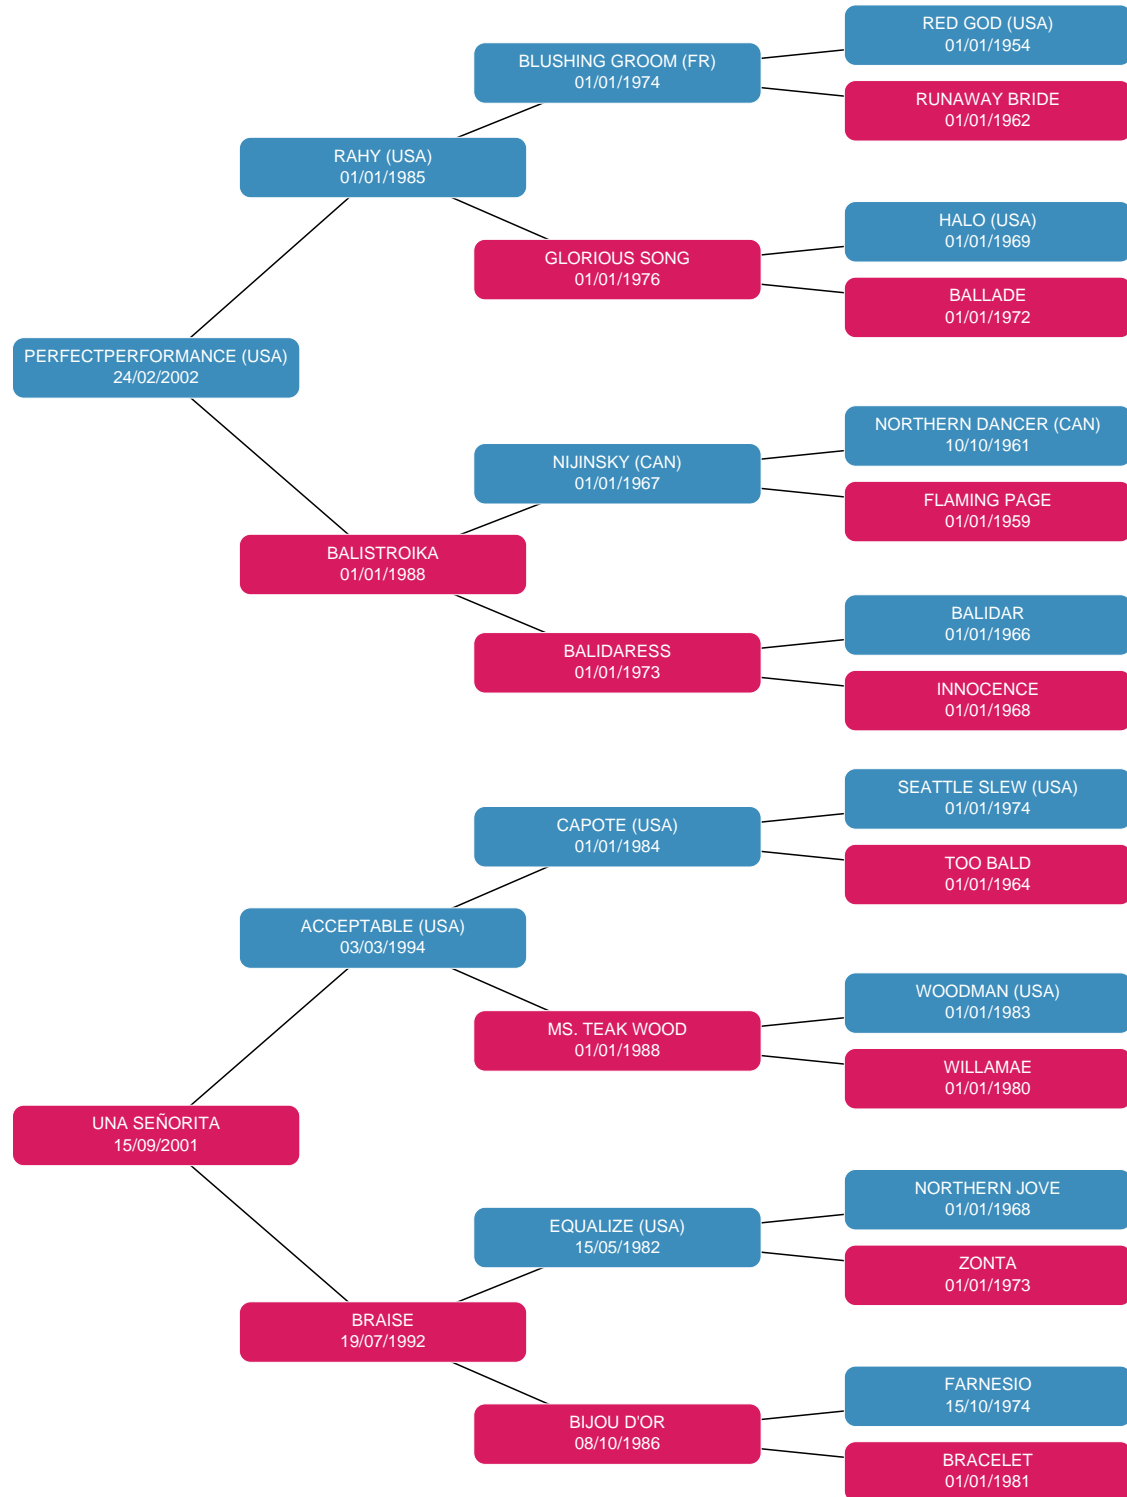 RED GOD (USA)
01/01/1954
BLUSHING GROOM (FR)
01/01/1974
RUNAWAY BRIDE
01/01/1962
RAHY (USA)
01/01/1985
HALO (USA)
01/01/1969
GLORIOUS SONG
01/01/1976
BALLADE
01/01/1972
PERFECTPERFORMANCE (USA)
24/02/2002
NORTHERN DANCER (CAN)
10/10/1961
NIJINSKY (CAN)
01/01/1967
FLAMING PAGE
01/01/1959
BALISTROIKA
01/01/1988
BALIDAR
01/01/1966
BALIDARESS
01/01/1973
INNOCENCE
01/01/1968
SEATTLE SLEW (USA)
01/01/1974
CAPOTE (USA)
01/01/1984
TOO BALD
01/01/1964
ACCEPTABLE (USA)
03/03/1994
WOODMAN (USA)
01/01/1983
MS. TEAK WOOD
01/01/1988
WILLAMAE
01/01/1980
UNA SEÑORITA
15/09/2001
NORTHERN JOVE
01/01/1968
EQUALIZE (USA)
15/05/1982
ZONTA
01/01/1973
BRAISE
19/07/1992
FARNESIO
15/10/1974
BIJOU D'OR
08/10/1986
BRACELET
01/01/1981